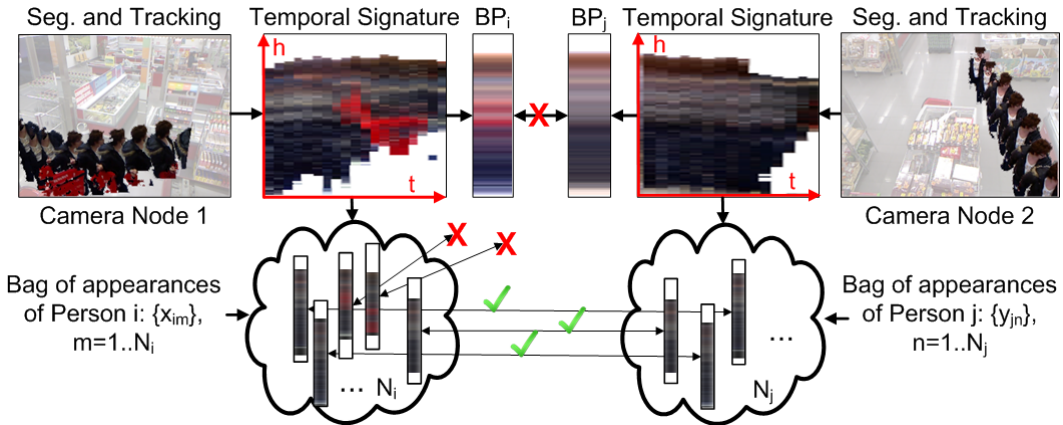 Seg. and Tracking
Temporal Signature
BPi
BPj
Temporal Signature
Seg. and Tracking
h
t
X
h
t
Camera Node 1
Camera Node 2
X
X
Bag of appearances
of Person i: {xim},
m=1..Ni
... Ni
...
Nj
Bag of appearances
of Person j: {yjn},
n=1..Nj